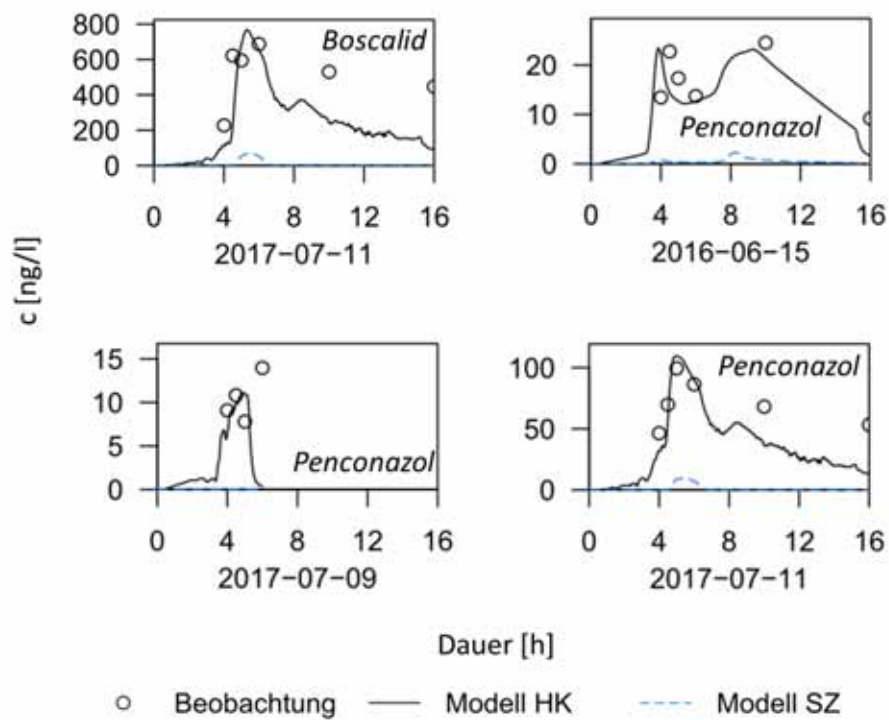 c [ng/l]
800
600
400
200
0
Boscalid
0 4 8 12 16
2017−07−11
20
10
0
Penconazol
0 4 8 12 16
2016−06−15
15
10
5
0
Penconazol
0 4 8 12 16
2017−07−09
100
50
0
Penconazol
0 4 8 12 16
2017−07−11
Dauer [h]
Beobachtung Modell HK Modell SZ